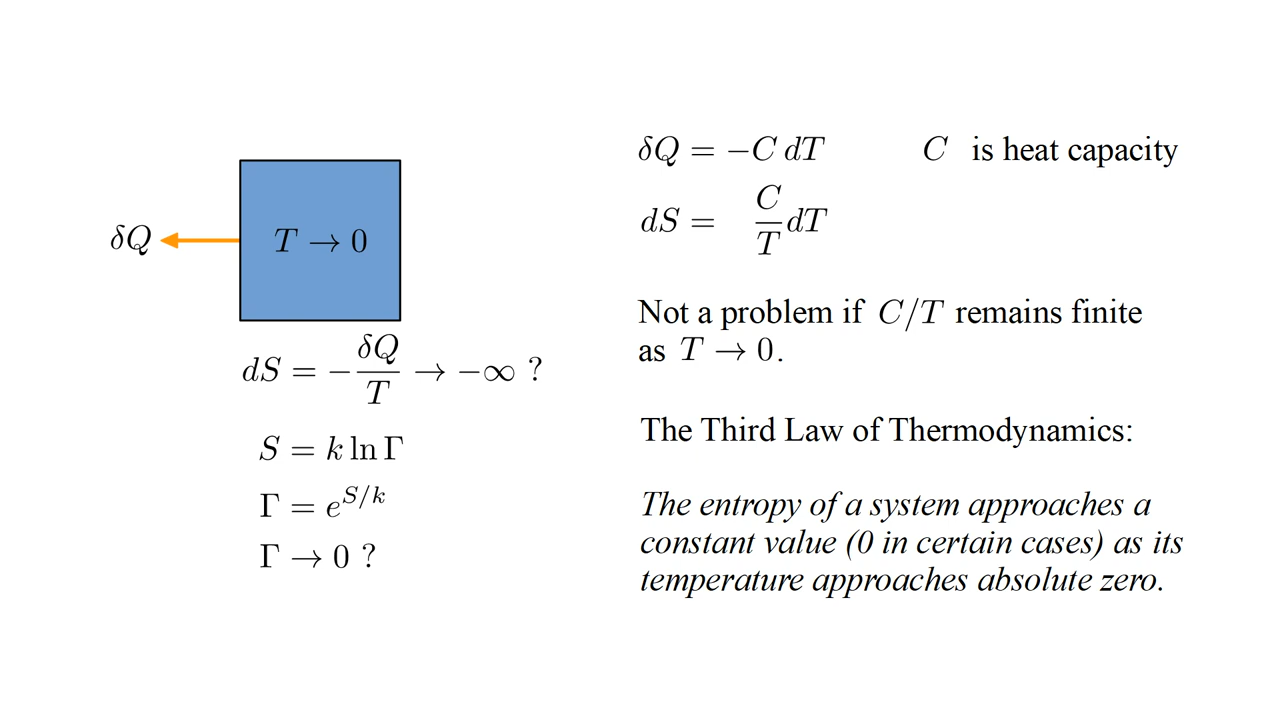 δQ
T → 0
dS = −δQ/T → −∞ ?
S = k ln Γ
Γ = e^{S/k}
Γ → 0 ?
δQ = −C dT C is heat capacity
dS = C/T dT
Not a problem if C/T remains finite
as T → 0.
The Third Law of Thermodynamics:
The entropy of a system approaches a
constant value (0 in certain cases) as its
temperature approaches absolute zero.